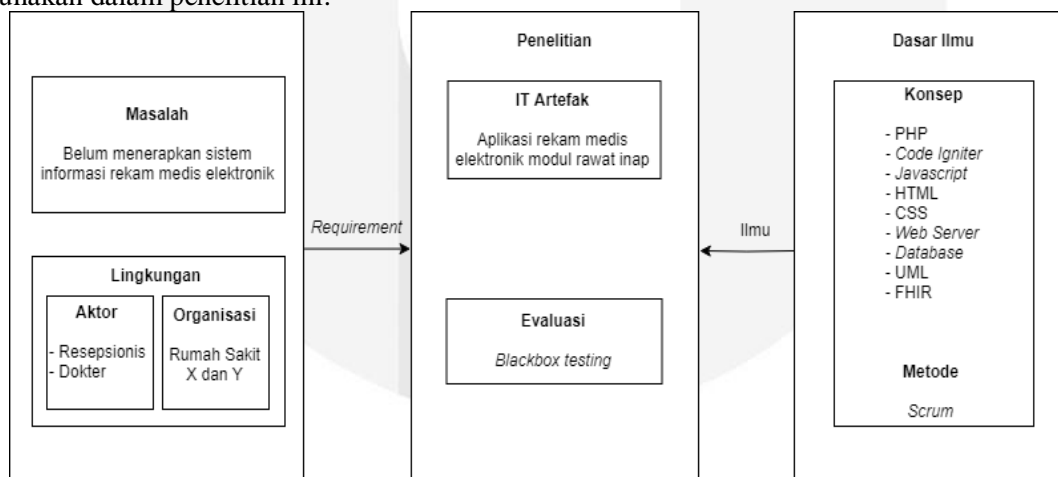 dalam penelitian ini.
Masalah
Belum menerapkan sistem
informasi rekam medis elektronik
Lingkungan
Aktor
- Resepsionis
- Dokter
Organisasi
Rumah Sakit
X dan Y
Requirement
Penelitian
IT Artefak
Aplikasi rekam medis
elektronik modul rawat inap
Evaluasi
Blackbox testing
Ilmu
Dasar Ilmu
Konsep
- PHP
- Code Igniter
- Javascript
- HTML
- CSS
- Web Server
- Database
- UML
- FHIR
Metode
Scrum